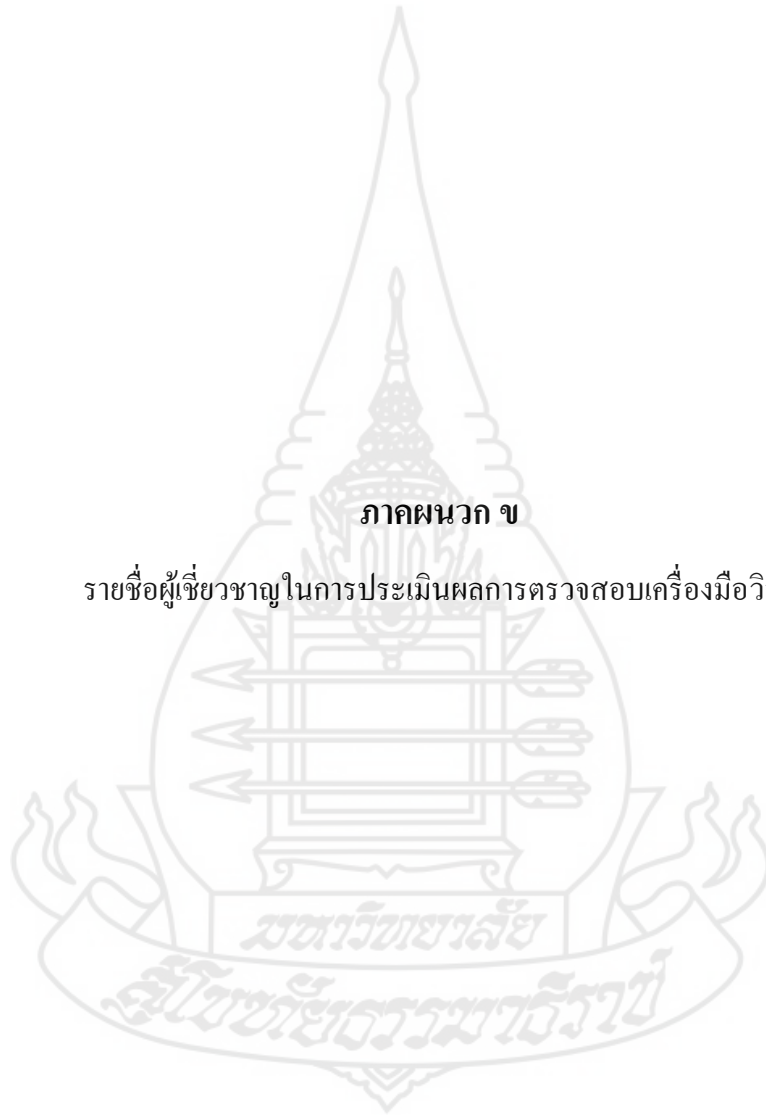 ภาคผนวก ข
รายชื่อผู้เชี่ยวชาญในการประเมินผลการตรวจสอบเครื่องมือวิ
มหาวิทยาลัย
สุโขทัยธรรมาธิราช